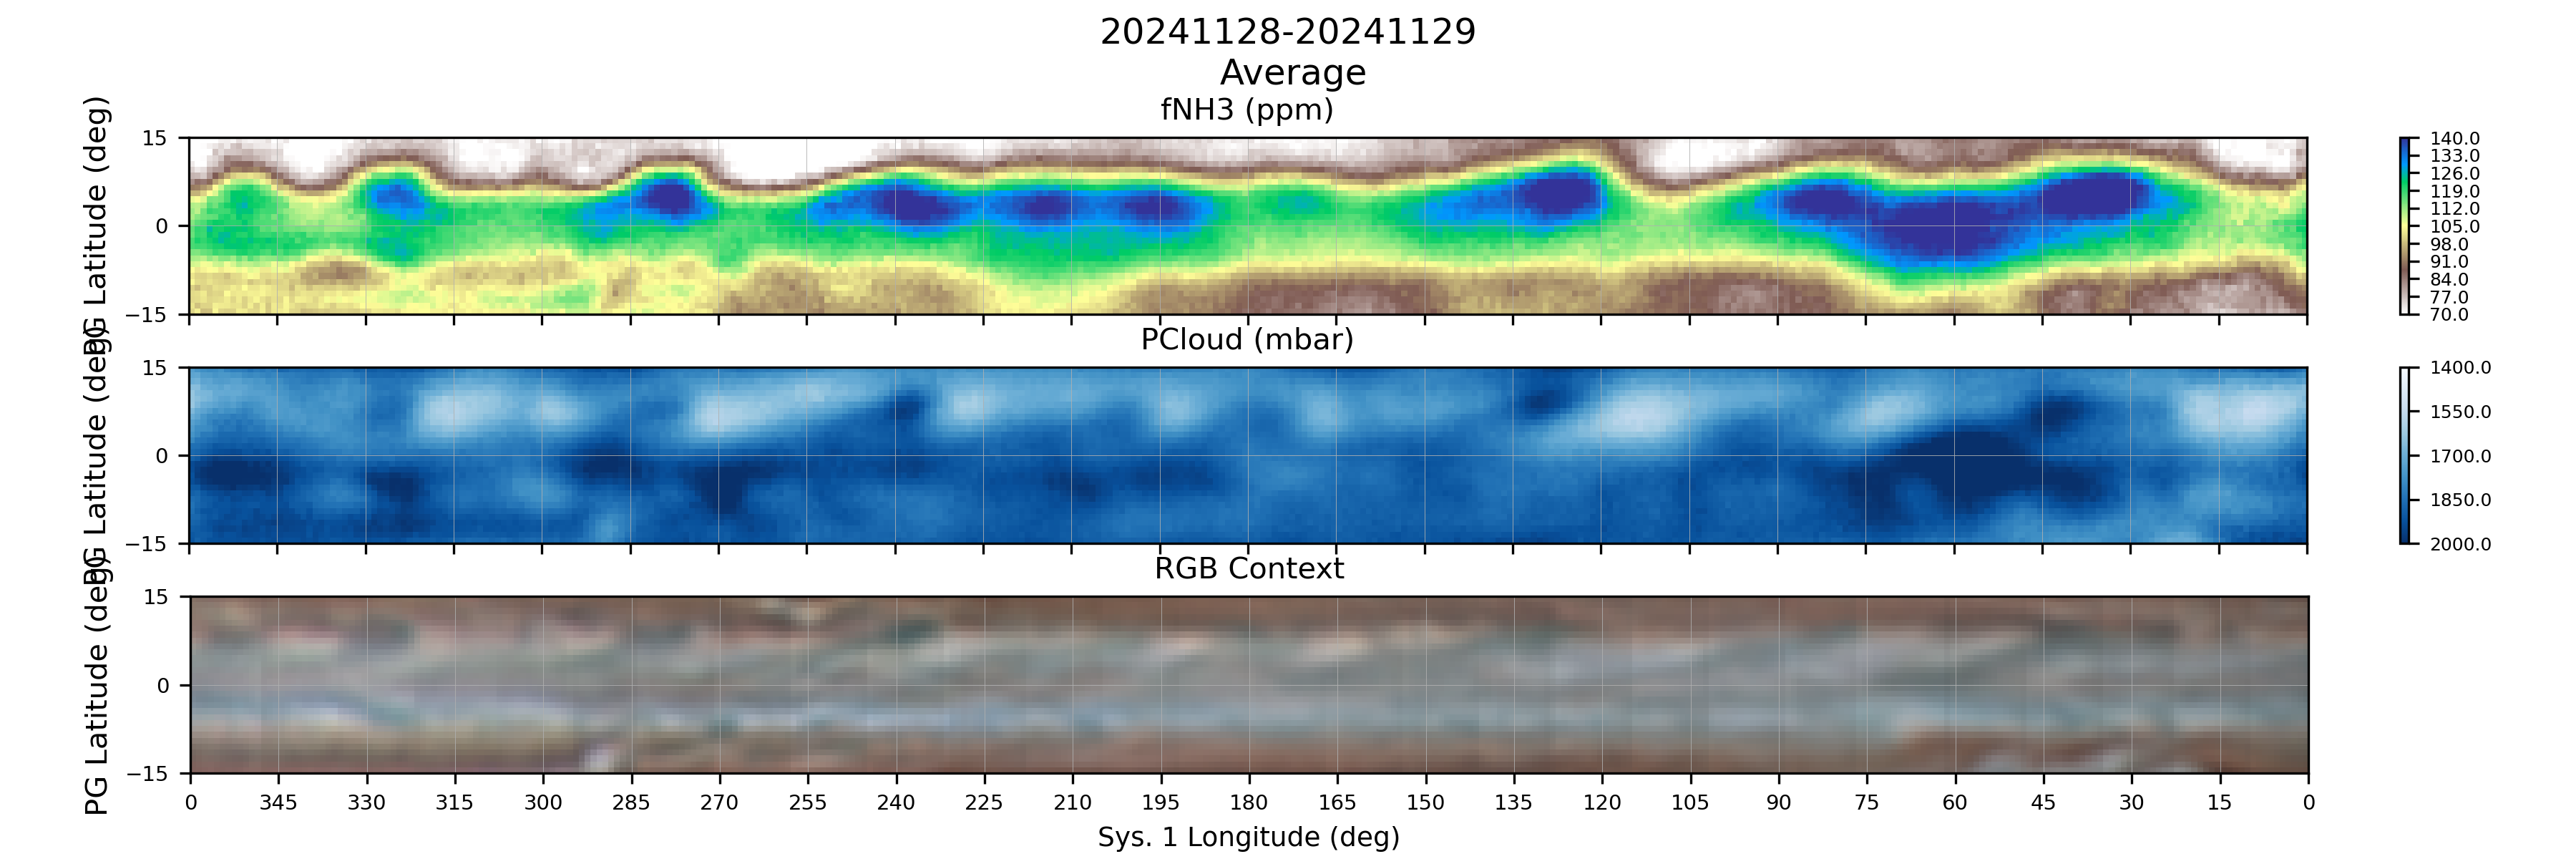 20241128-20241129
Average
fNH3 (ppm)
PG Latitude (deg)
15
0
−15
140.0
133.0
126.0
119.0
112.0
105.0
98.0
91.0
84.0
77.0
70.0
PCloud (mbar)
PG Latitude (deg)
15
0
−15
1400.0
1550.0
1700.0
1850.0
2000.0
RGB Context
PG Latitude (deg)
15
0
−15
0 345 330 315 300 285 270 255 240 225 210 195 180 165 150 135 120 105 90 75 60 45 30 15 0
Sys. 1 Longitude (deg)